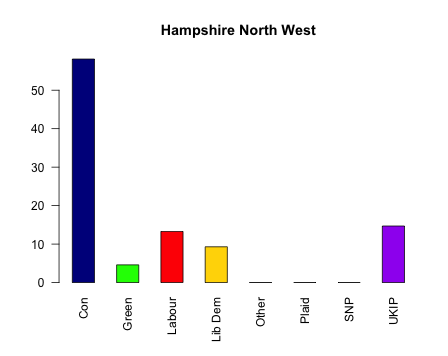 Hampshire North West
50
40
30
20
10
0
Con
Green
Labour
Lib Dem
Other
Plaid
SNP
UKIP